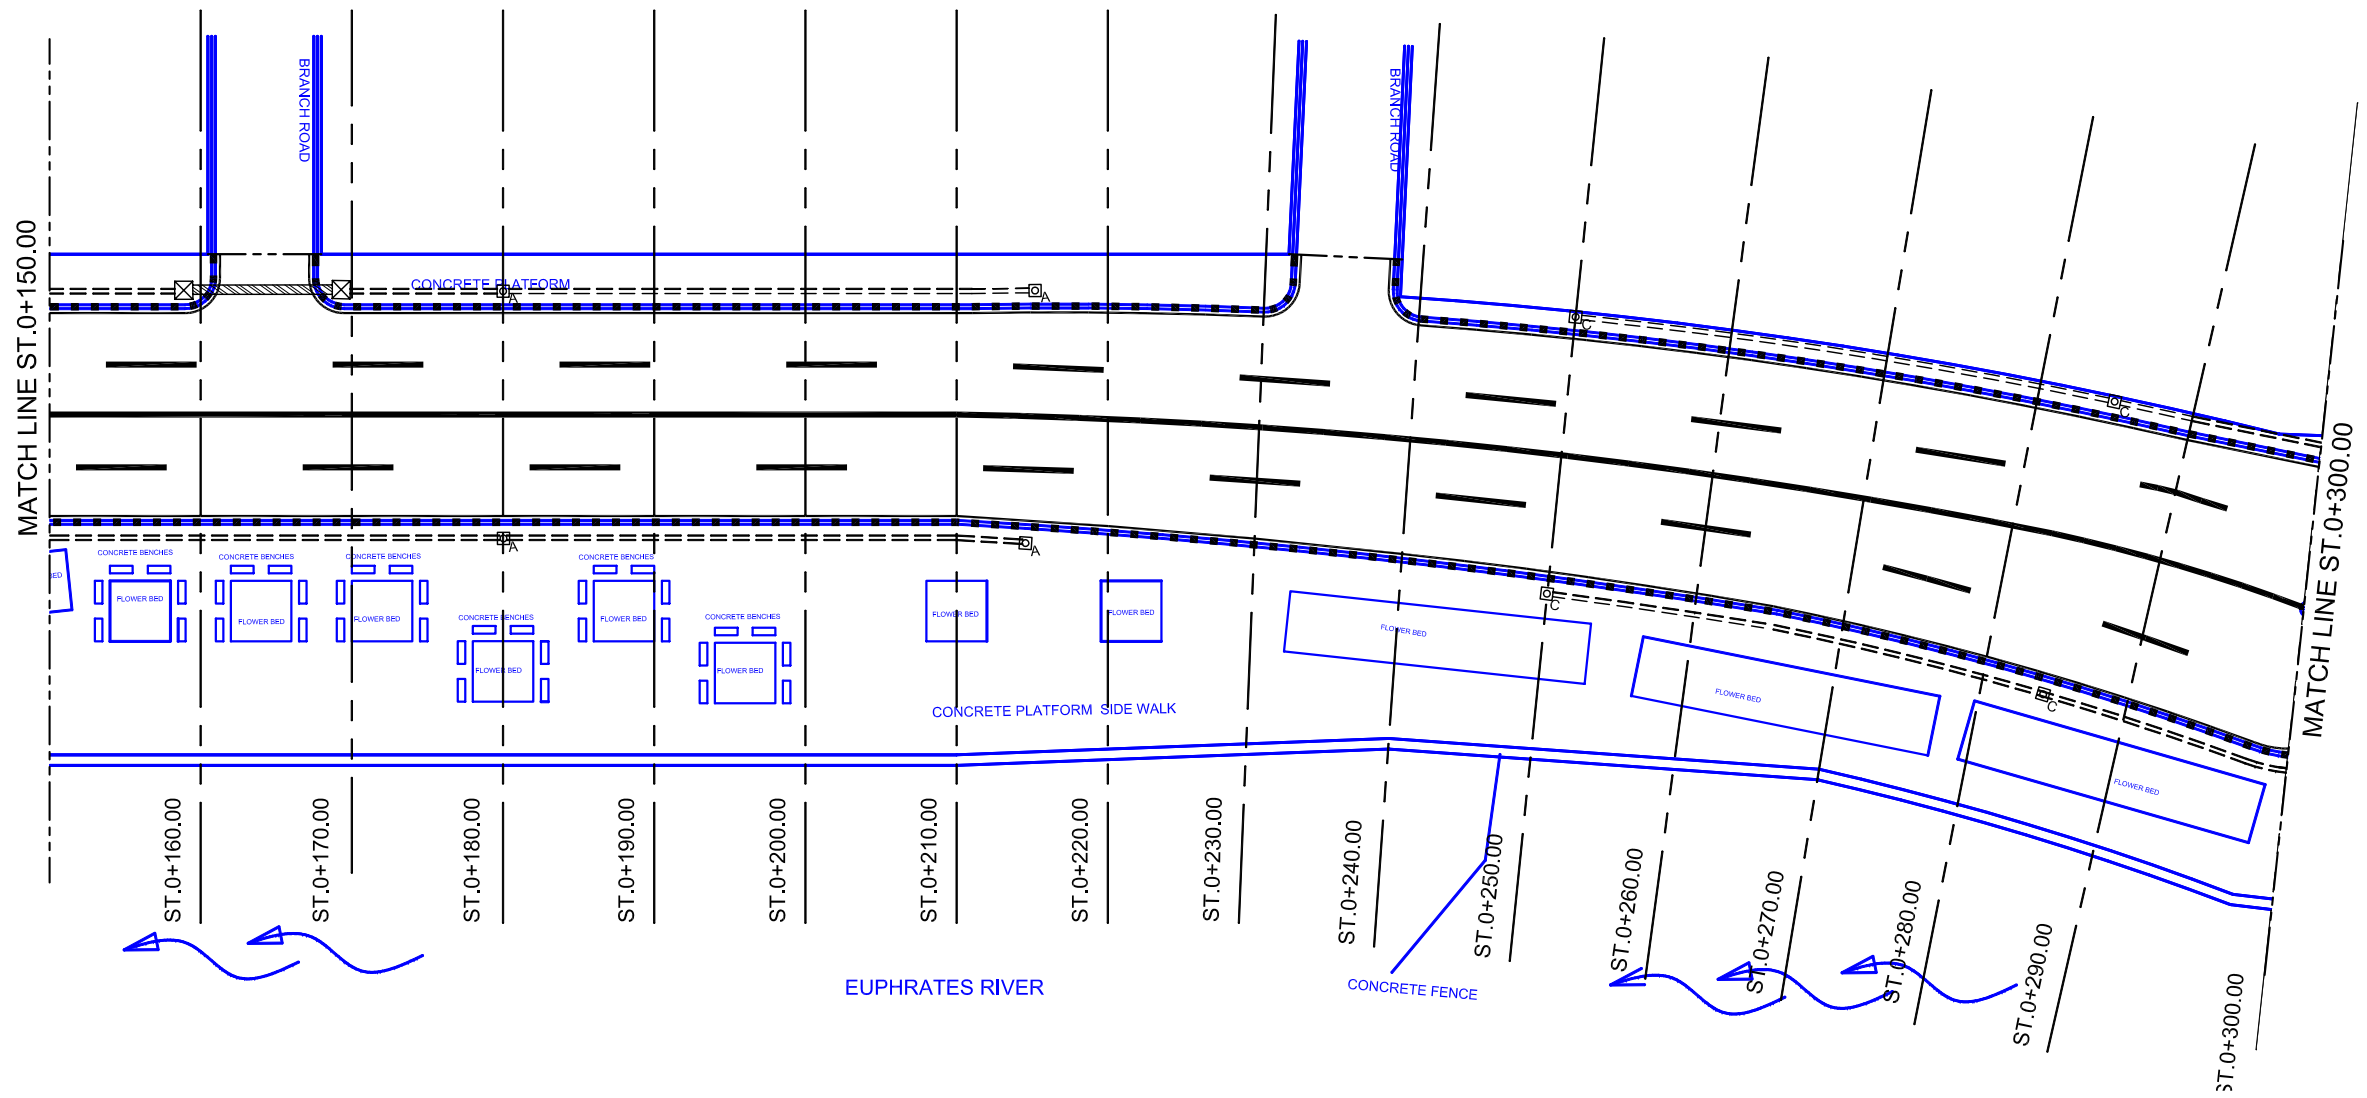 BRANCH ROAD
BRANCH ROAD
MATCH LINE ST.0+150.00
CONCRETE PLATFORM
A
A
C
C
MATCH LINE ST.0+300.00
A
A
C
C
CONCRETE BENCHES
CONCRETE BENCHES
CONCRETE BENCHES
CONCRETE BENCHES
BED
FLOWER BED
FLOWER BED
FLOWER BED
CONCRETE BENCHES
FLOWER BED
CONCRETE BENCHES
FLOWER BED
FLOWER BED
FLOWER BED
FLOWER BED
FLOWER BED
FLOWER BED
FLOWER BED
CONCRETE PLATFORM SIDE WALK
ST.0+160.00
ST.0+170.00
ST.0+180.00
ST.0+190.00
ST.0+200.00
ST.0+210.00
ST.0+220.00
ST.0+230.00
ST.0+240.00
ST.0+250.00
ST.0+260.00
ST.0+270.00
ST.0+280.00
ST.0+290.00
ST.0+300.00
EUPHRATES RIVER
CONCRETE FENCE